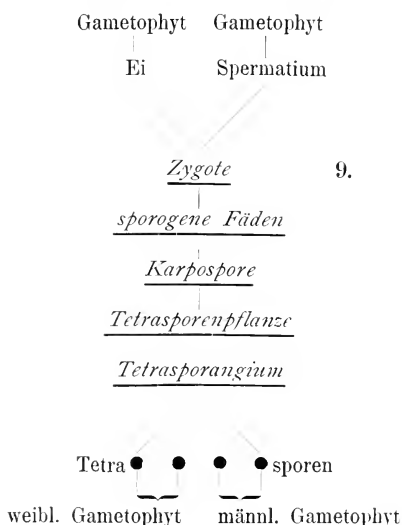 Gametophyt Gametophyt
Ei Spermatium
Zygote 9.
sporogene Fäden
Karpospore
Tetrasporenpflanze
Tetrasporangium
Tetra sporen
weibl. Gametophyt männl. Gametophyt